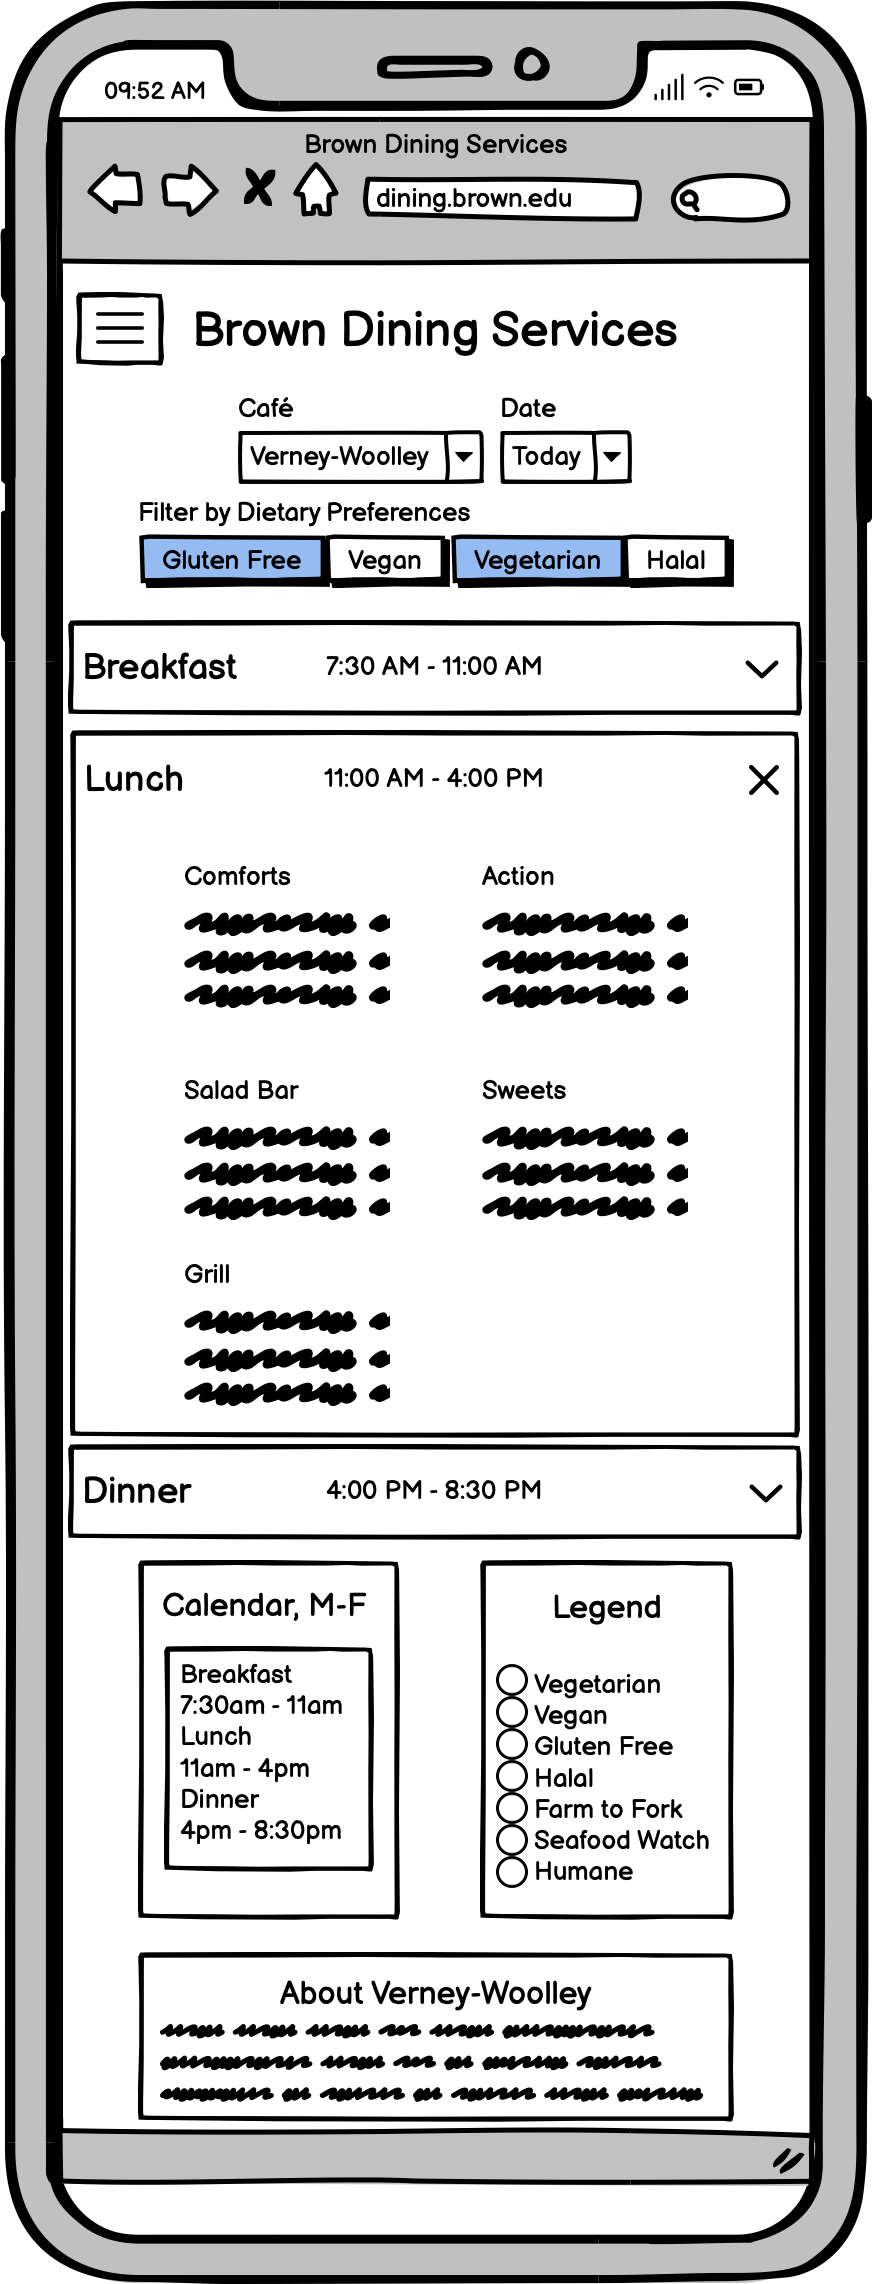 09:52 AM
Brown Dining Services
dining.brown.edu
Brown Dining Services
Café
Date
Verney-Woolley
Today
Filter by Dietary Preferences
Gluten Free
Vegan
Vegetarian
Halal
Breakfast
7:30 AM - 11:00 AM
Lunch
11:00 AM - 4:00 PM
Comforts
Action
Salad Bar
Sweets
Grill
Dinner
4:00 PM - 8:30 PM
Calendar, M-F
Breakfast
7:30am - 11am
Lunch
11am - 4pm
Dinner
4pm - 8:30pm
Legend
Vegetarian
Vegan
Gluten Free
Halal
Farm to Fork
Seafood Watch
Humane
About Verney-Woolley